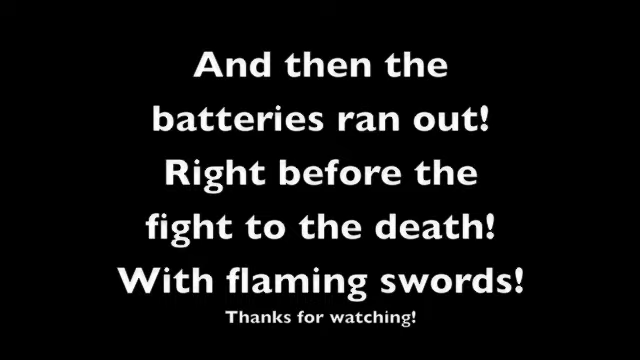 And then the
batteries ran out!
Right before the
fight to the death!
With flaming swords!
Thanks for watching!